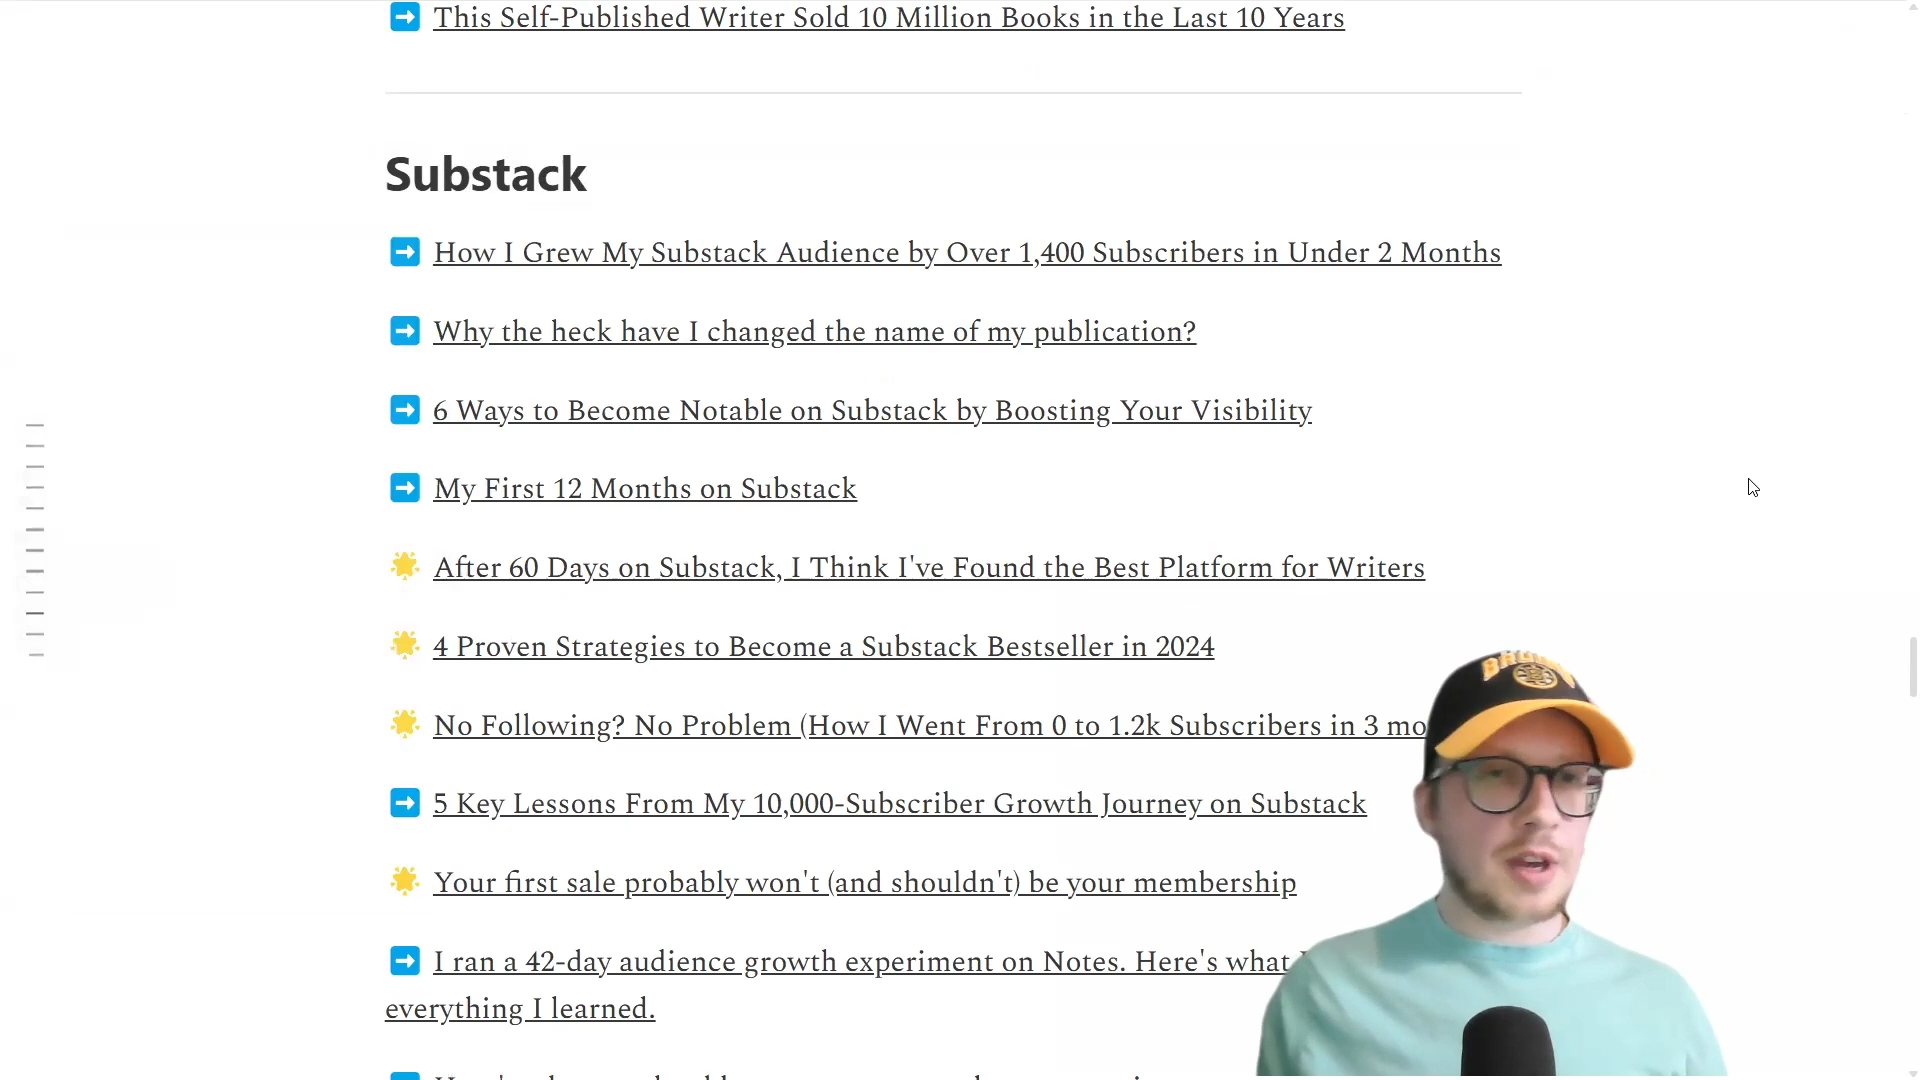 This Self-Published Writer Sold 10 Million Books in the Last 10 Years
Substack
How I Grew My Substack Audience by Over 1,400 Subscribers in Under 2 Months
Why the heck have I changed the name of my publication?
6 Ways to Become Notable on Substack by Boosting Your Visibility
My First 12 Months on Substack
After 60 Days on Substack, I Think I've Found the Best Platform for Writers
4 Proven Strategies to Become a Substack Bestseller in 2024
No Following? No Problem (How I Went From 0 to 1.2k Subscribers in 3 mo
5 Key Lessons From My 10,000-Subscriber Growth Journey on Substack
Your first sale probably won't (and shouldn't) be your membership
I ran a 42-day audience growth experiment on Notes. Here's what
everything I learned.